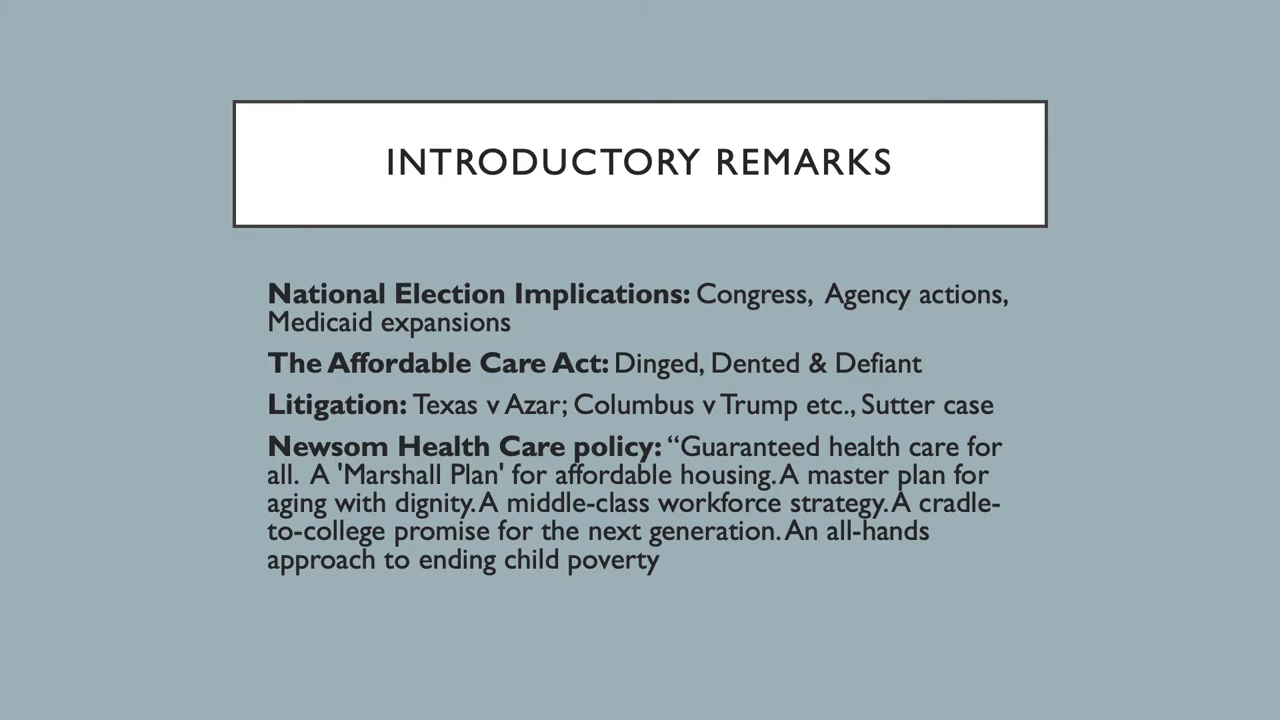 INTRODUCTORY REMARKS
National Election Implications: Congress,  Agency actions,
Medicaid expansions
The Affordable Care Act: Dinged, Dented & Defiant
Litigation: Texas v Azar; Columbus v Trump etc., Sutter case
Newsom Health Care policy: “Guaranteed health care for
all.  A 'Marshall Plan' for affordable housing. A master plan for
aging with dignity. A middle-class workforce strategy. A cradle-
to-college promise for the next generation. An all-hands
approach to ending child poverty